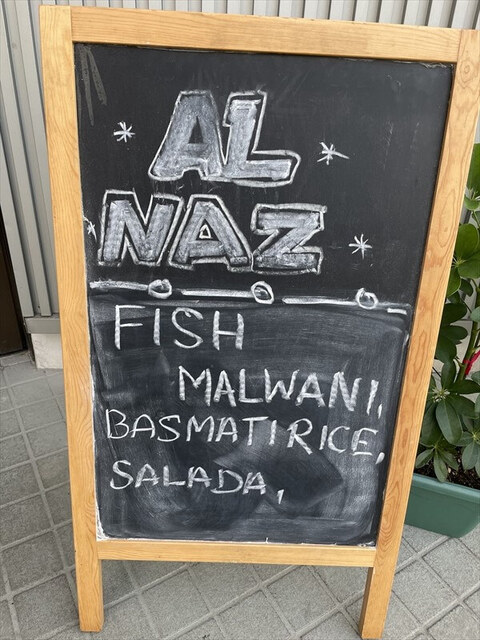 AL
NAZ
FISH
MALWANI,
BASMATI RICE,
SALADA,